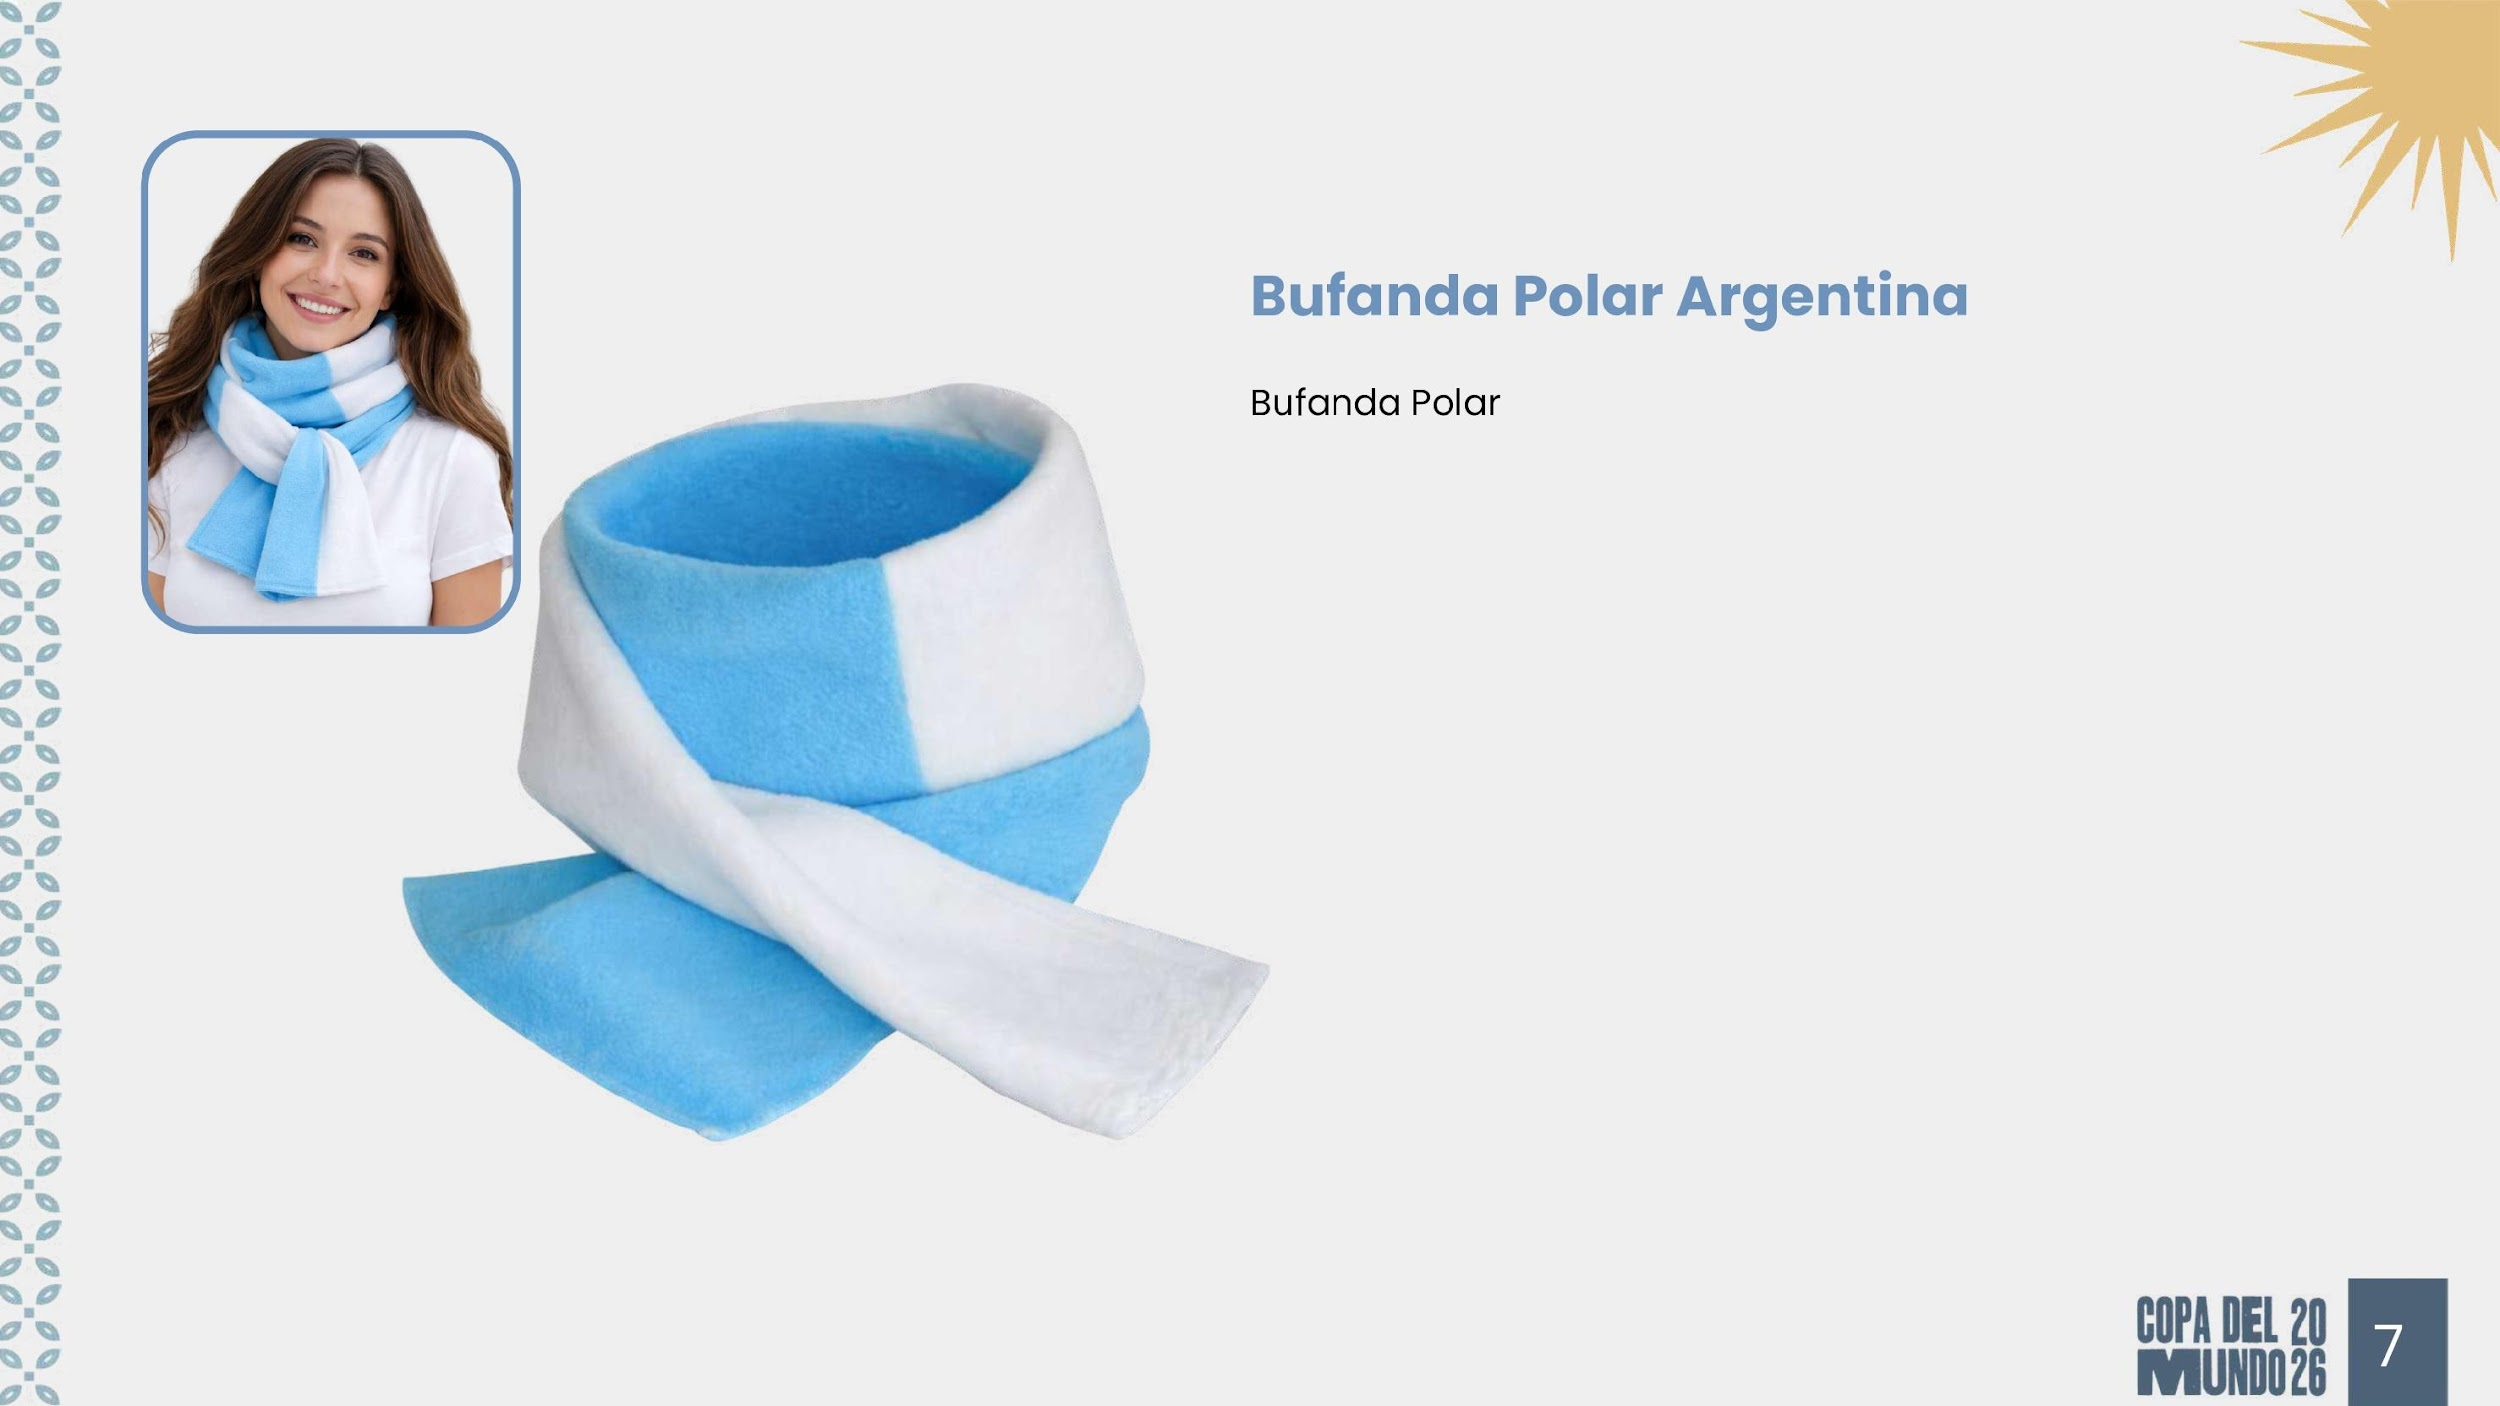 Bufanda Polar Argentina
Bufanda Polar
COPA DEL 20
MUNDO 26
7